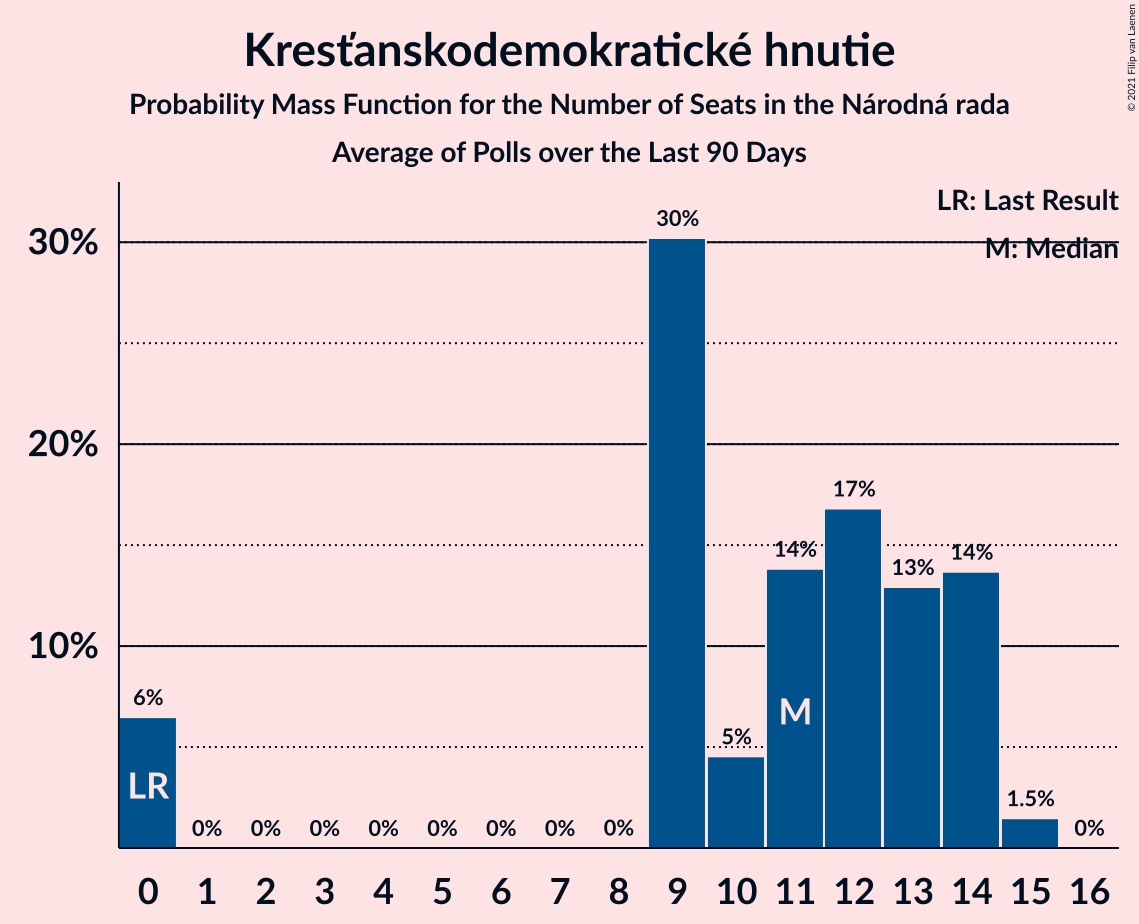 Kresťanskodemokratické hnutie
Probability Mass Function for the Number of Seats in the Národná rada
Average of Polls over the Last 90 Days
© 2021 Filip van Laenen
LR: Last Result
M: Median
30%
20%
10%
6%
0%
0%
0%
0%
0%
0%
0%
0%
30%
5%
14%
17%
13%
14%
1.5%
0%
LR
M
0 1 2 3 4 5 6 7 8 9 10 11 12 13 14 15 16